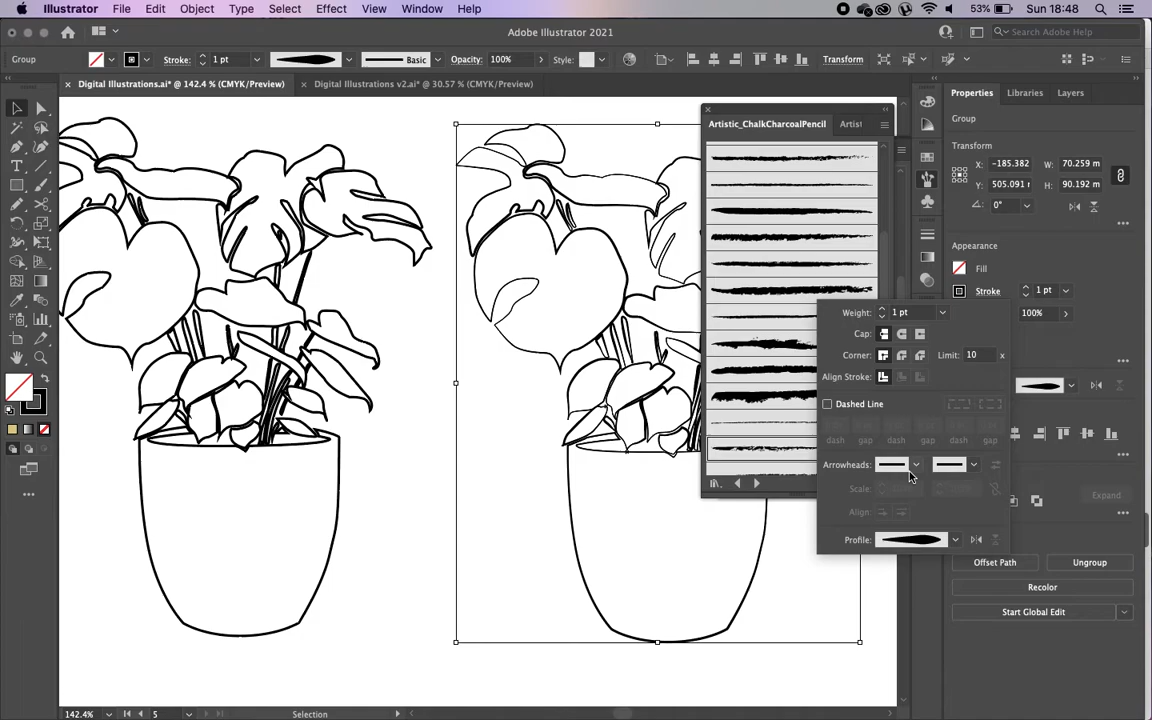 Illustrator File Edit Object Type Select Effect View Window Help 53% Sun 18:48
Adobe Illustrator 2021 Search Adobe Help
Group Stroke: 1 pt Basic Opacity: 100% Style: Transform
Digital Illustrations.ai* @ 142.4 % (CMYK/Preview) Digital Illustrations v2.ai* @ 30.57 % (CMYK/Preview)
Properties Libraries Layers
Artistic_ChalkCharcoalPencil Artist
Group
Transform
X: -185.382 W: 70.259 m
Y: 505.091 H: 90.192 m
0°
Appearance
Fill
Stroke 1 pt
100%
Weight: 1 pt
Cap:
Corner: Limit: 10 x
Align Stroke:
Dashed Line
dash gap dash gap dash gap
Arrowheads:
Scale:
Align:
Profile:
Expand
Offset Path Ungroup
Recolor
Start Global Edit
142.4% 5 Selection